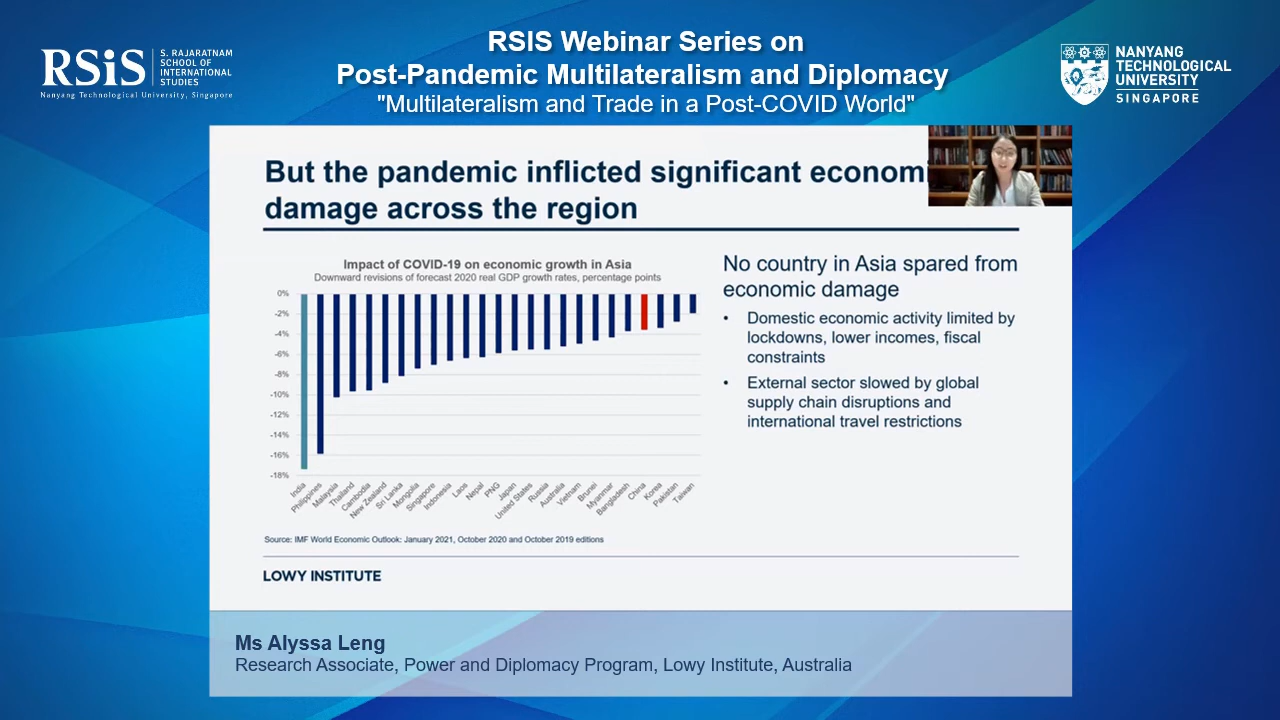 RSiS
S. RAJARATNAM
SCHOOL OF
INTERNATIONAL
STUDIES
Nanyang Technological University, Singapore
RSIS Webinar Series on
Post-Pandemic Multilateralism and Diplomacy
"Multilateralism and Trade in a Post-COVID World"
NANYANG
TECHNOLOGICAL
UNIVERSITY
SINGAPORE
But the pandemic inflicted significant econom
damage across the region
Impact of COVID-19 on economic growth in Asia
Downward revisions of forecast 2020 real GDP growth rates, percentage points
0%
-2%
-4%
-6%
-8%
-10%
-12%
-14%
-16%
-18%
India
Philippines
Malaysia
Thailand
Cambodia
New Zealand
Sri Lanka
Mongolia
Singapore
Indonesia
Laos
Nepal
PNG
Japan
United States
Russia
Australia
Vietnam
Brunei
Myanmar
Bangladesh
China
Korea
Pakistan
Taiwan
Source: IMF World Economic Outlook: January 2021, October 2020 and October 2019 editions
No country in Asia spared from
economic damage
• Domestic economic activity limited by
lockdowns, lower incomes, fiscal
constraints
• External sector slowed by global
supply chain disruptions and
international travel restrictions
LOWY INSTITUTE
Ms Alyssa Leng
Research Associate, Power and Diplomacy Program, Lowy Institute, Australia